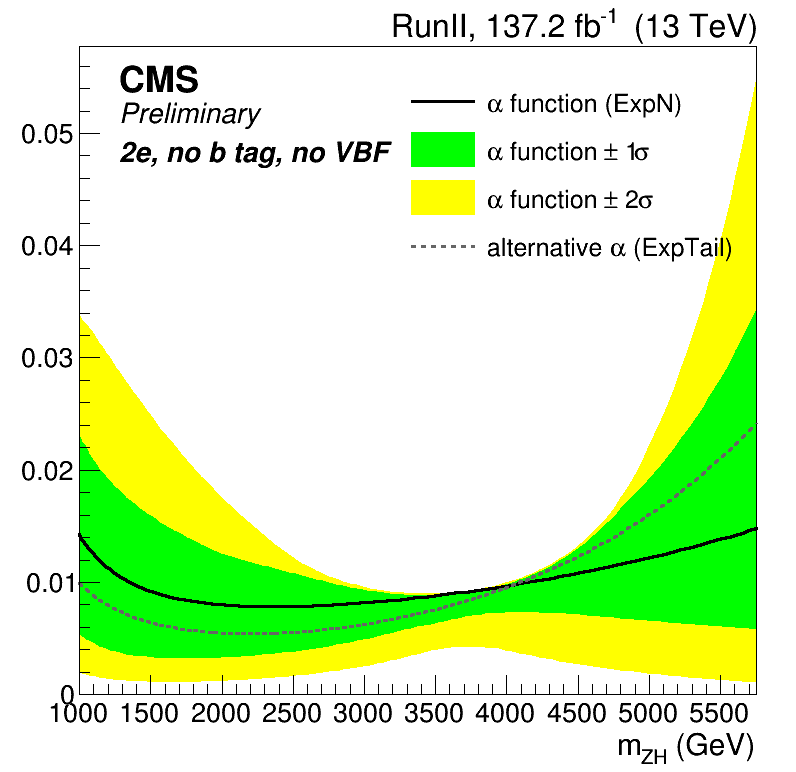 RunII, 137.2 fb-1 (13 TeV)
CMS
Preliminary
2e, no b tag, no VBF
α function (ExpN)
α function ± 1σ
α function ± 2σ
alternative α (ExpTail)
0.05
0.04
0.03
0.02
0.01
0
1000 1500 2000 2500 3000 3500 4000 4500 5000 5500
mZH (GeV)